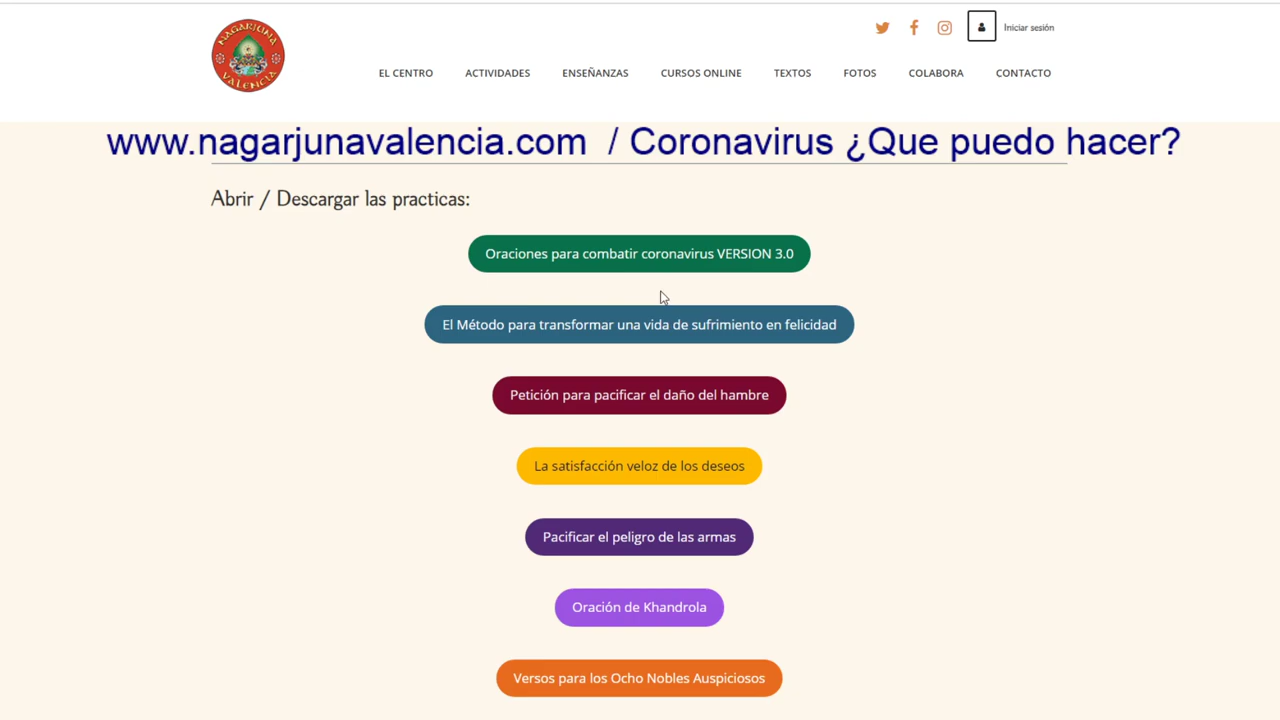 NAGARJUNA
VALENCIA
Iniciar sesión
EL CENTRO ACTIVIDADES ENSEÑANZAS CURSOS ONLINE TEXTOS FOTOS COLABORA CONTACTO
www.nagarjunavalencia.com / Coronavirus ¿Que puedo hacer?
Abrir / Descargar las practicas:
Oraciones para combatir coronavirus VERSION 3.0
El Método para transformar una vida de sufrimiento en felicidad
Petición para pacificar el daño del hambre
La satisfacción veloz de los deseos
Pacificar el peligro de las armas
Oración de Khandrola
Versos para los Ocho Nobles Auspiciosos